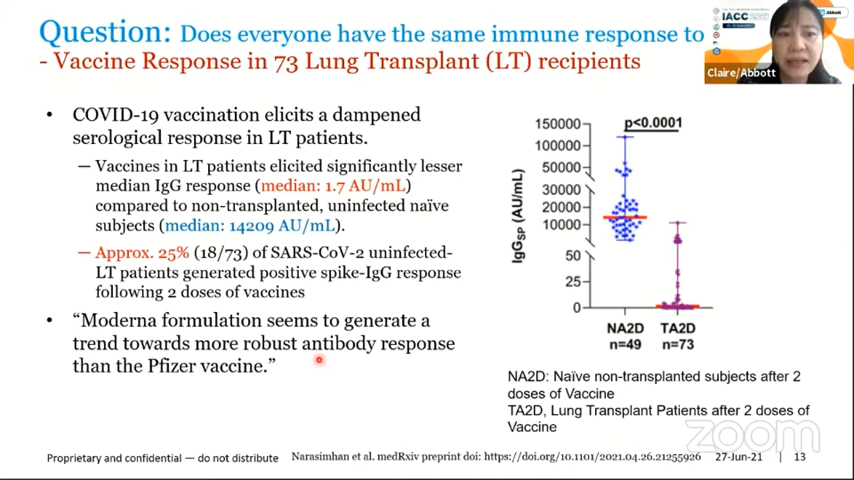 Question: Does everyone have the same immune response to
- Vaccine Response in 73 Lung Transplant (LT) recipients
IACC
Abbott
Claire/Abbott
• COVID-19 vaccination elicits a dampened
serological response in LT patients.
— Vaccines in LT patients elicited significantly lesser
median IgG response (median: 1.7 AU/mL)
compared to non-transplanted, uninfected naïve
subjects (median: 14209 AU/mL).
— Approx. 25% (18/73) of SARS-CoV-2 uninfected-
LT patients generated positive spike-IgG response
following 2 doses of vaccines
• “Moderna formulation seems to generate a
trend towards more robust antibody response
than the Pfizer vaccine.”
p<0.0001
IgGSP (AU/mL)
150000
100000
50000
30000
20000
10000
50
25
0
NA2D TA2D
n=49 n=73
NA2D: Naïve non-transplanted subjects after 2
doses of Vaccine
TA2D, Lung Transplant Patients after 2 doses of
Vaccine
zoom
Proprietary and confidential — do not distribute
Narasimhan et al. medRxiv preprint doi: https://doi.org/10.1101/2021.04.26.21255926
27-Jun-21 | 13